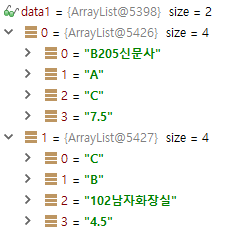 data1 = {ArrayList@5398} size = 2
0 = {ArrayList@5426} size = 4
0 = "B205신문사"
1 = "A"
2 = "C"
3 = "7.5"
1 = {ArrayList@5427} size = 4
0 = "C"
1 = "B"
2 = "102남자화장실"
3 = "4.5"